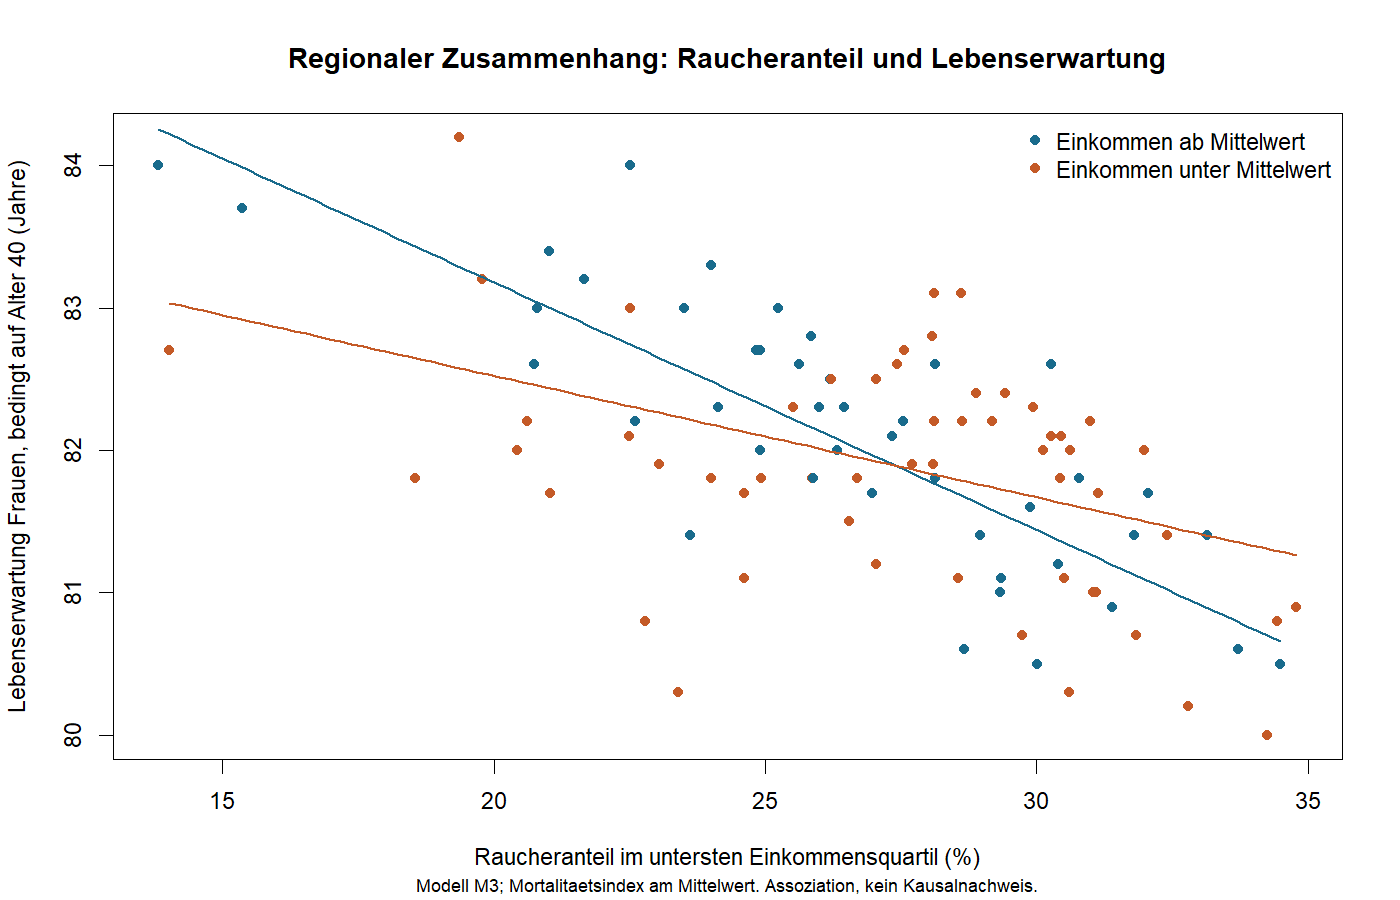 Regionaler Zusammenhang: Raucheranteil und Lebenserwartung
Einkommen ab Mittelwert
Einkommen unter Mittelwert
Lebenserwartung Frauen, bedingt auf Alter 40 (Jahre)
84
83
82
81
80
15
20
25
30
35
Raucheranteil im untersten Einkommensquartil (%)
Modell M3; Mortalitaetsindex am Mittelwert. Assoziation, kein Kausalnachweis.